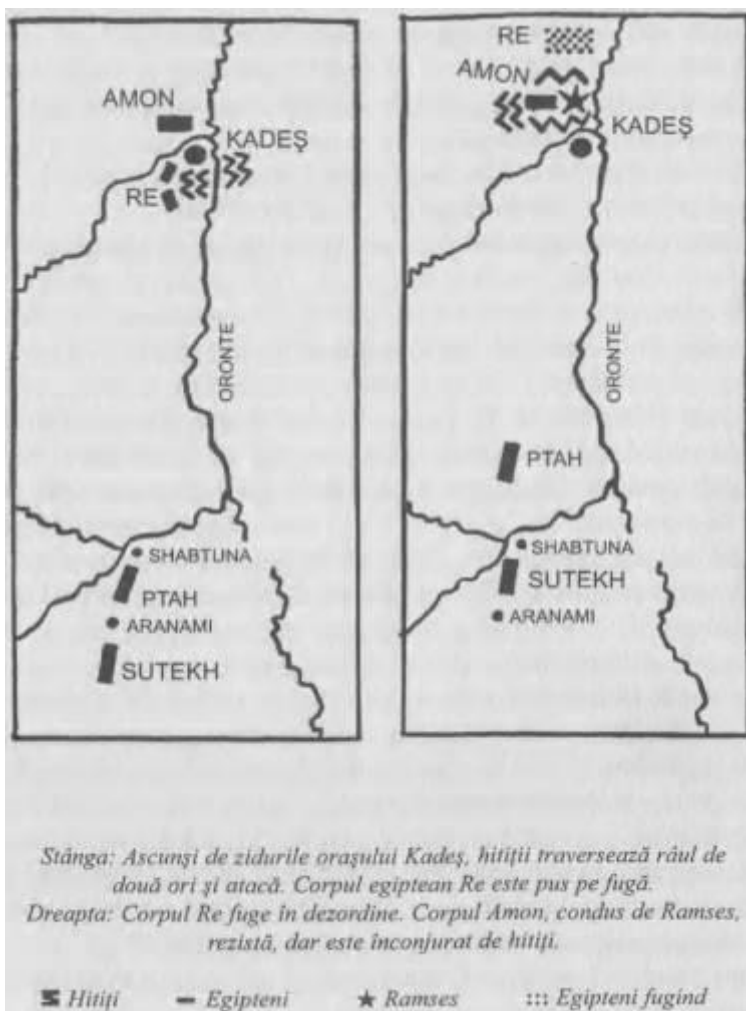 AMON
KADEŞ
RE
ORONTE
SHABTUNA
PTAH
ARANAMI
SUTEKH
RE
AMON
KADEŞ
ORONTE
PTAH
SHABTUNA
SUTEKH
ARANAMI
Stânga: Ascunşi de zidurile oraşului Kadeş, hitiţii traversează râul de
două ori şi atacă. Corpul egiptean Re este pus pe fugă.
Dreapta: Corpul Re fuge în dezordine. Corpul Amon, condus de Ramses,
rezistă, dar este înconjurat de hitiţi.
Hitiţi
Egipteni
Ramses
Egipteni fugind